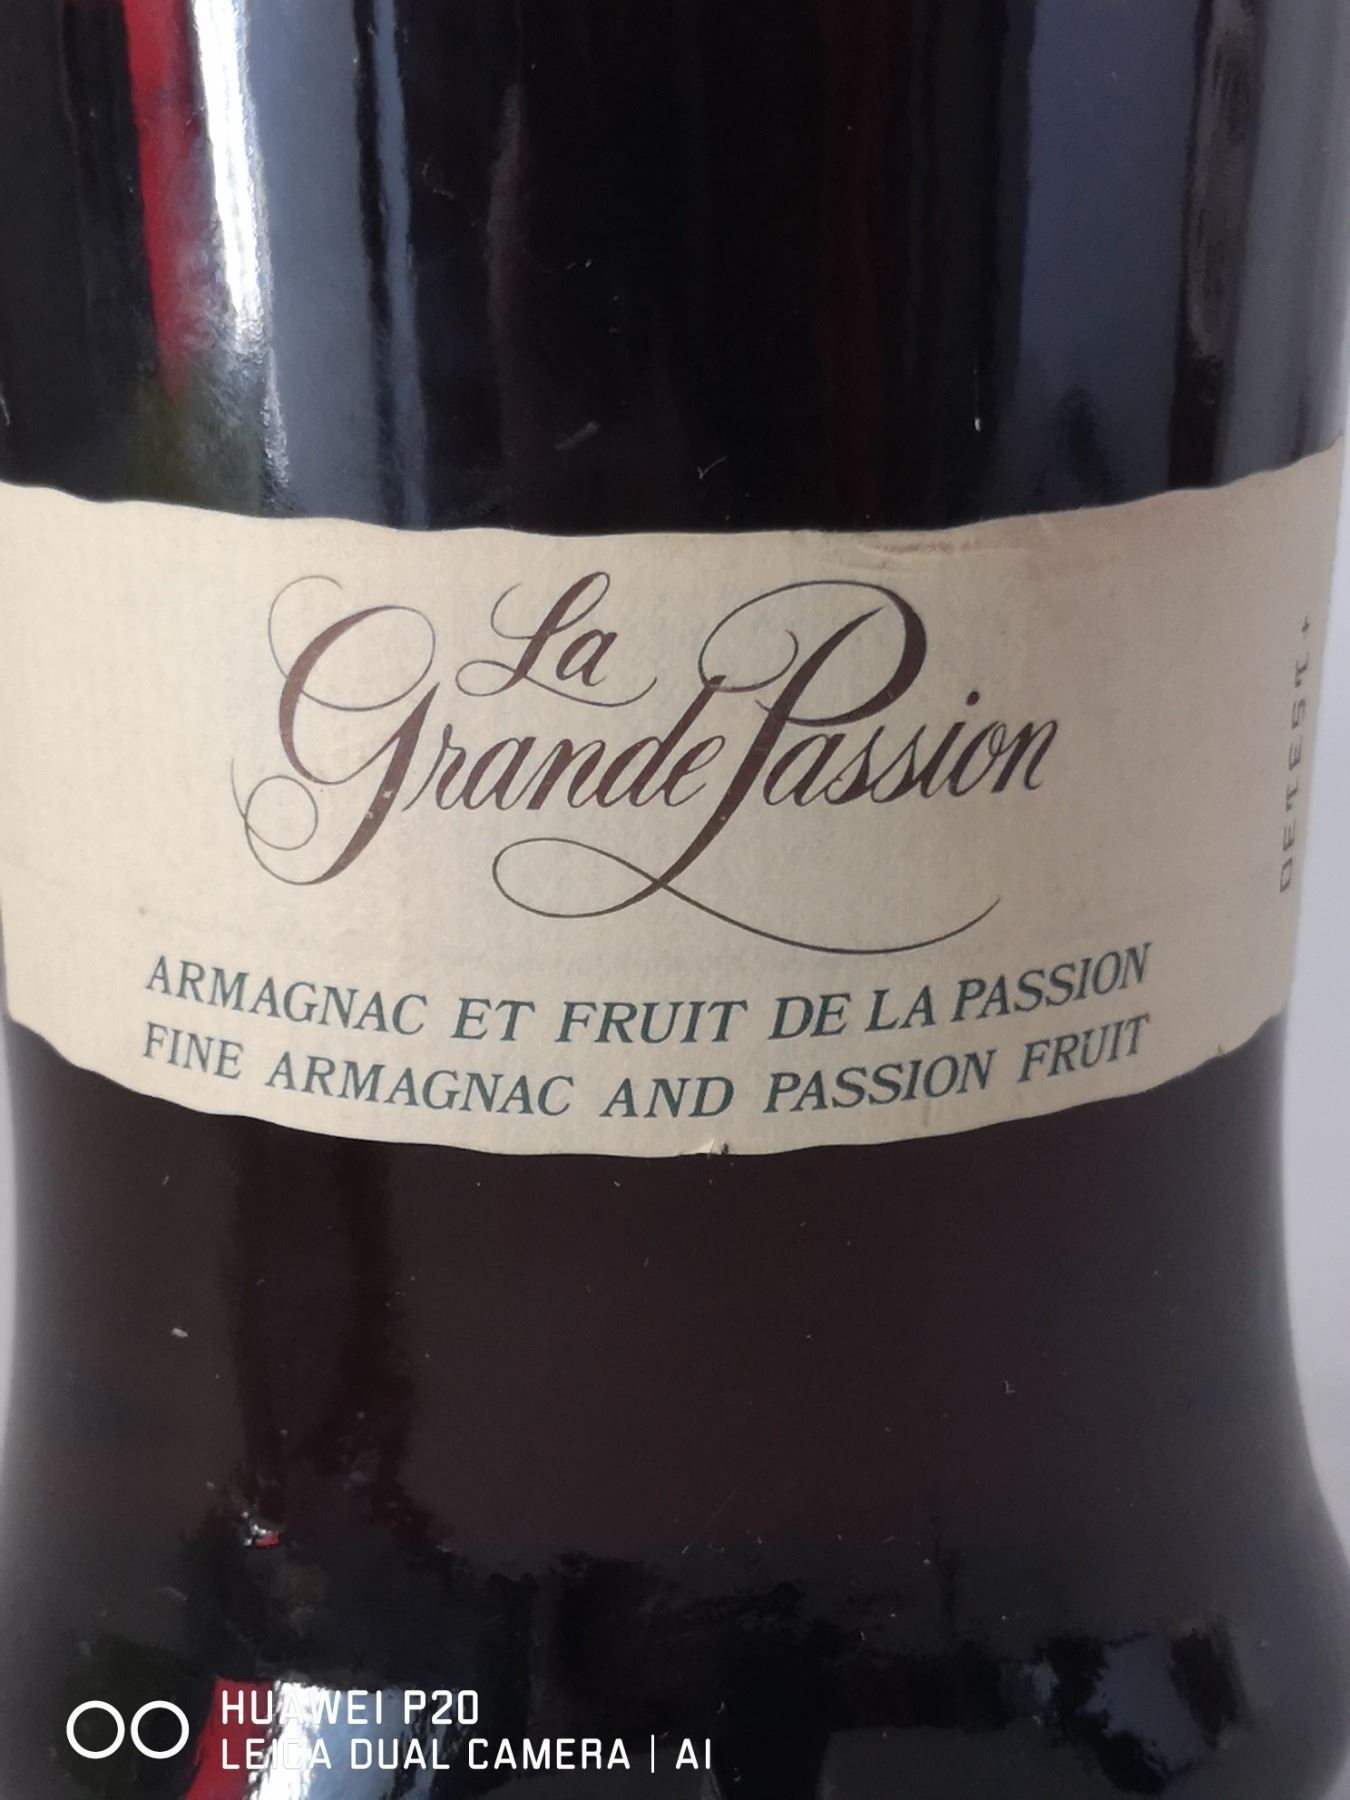 La
Grande Passion
ARMAGNAC ET FRUIT DE LA PASSION
FINE ARMAGNAC AND PASSION FRUIT
HUAWEI P20
LEICA DUAL CAMERA | AI